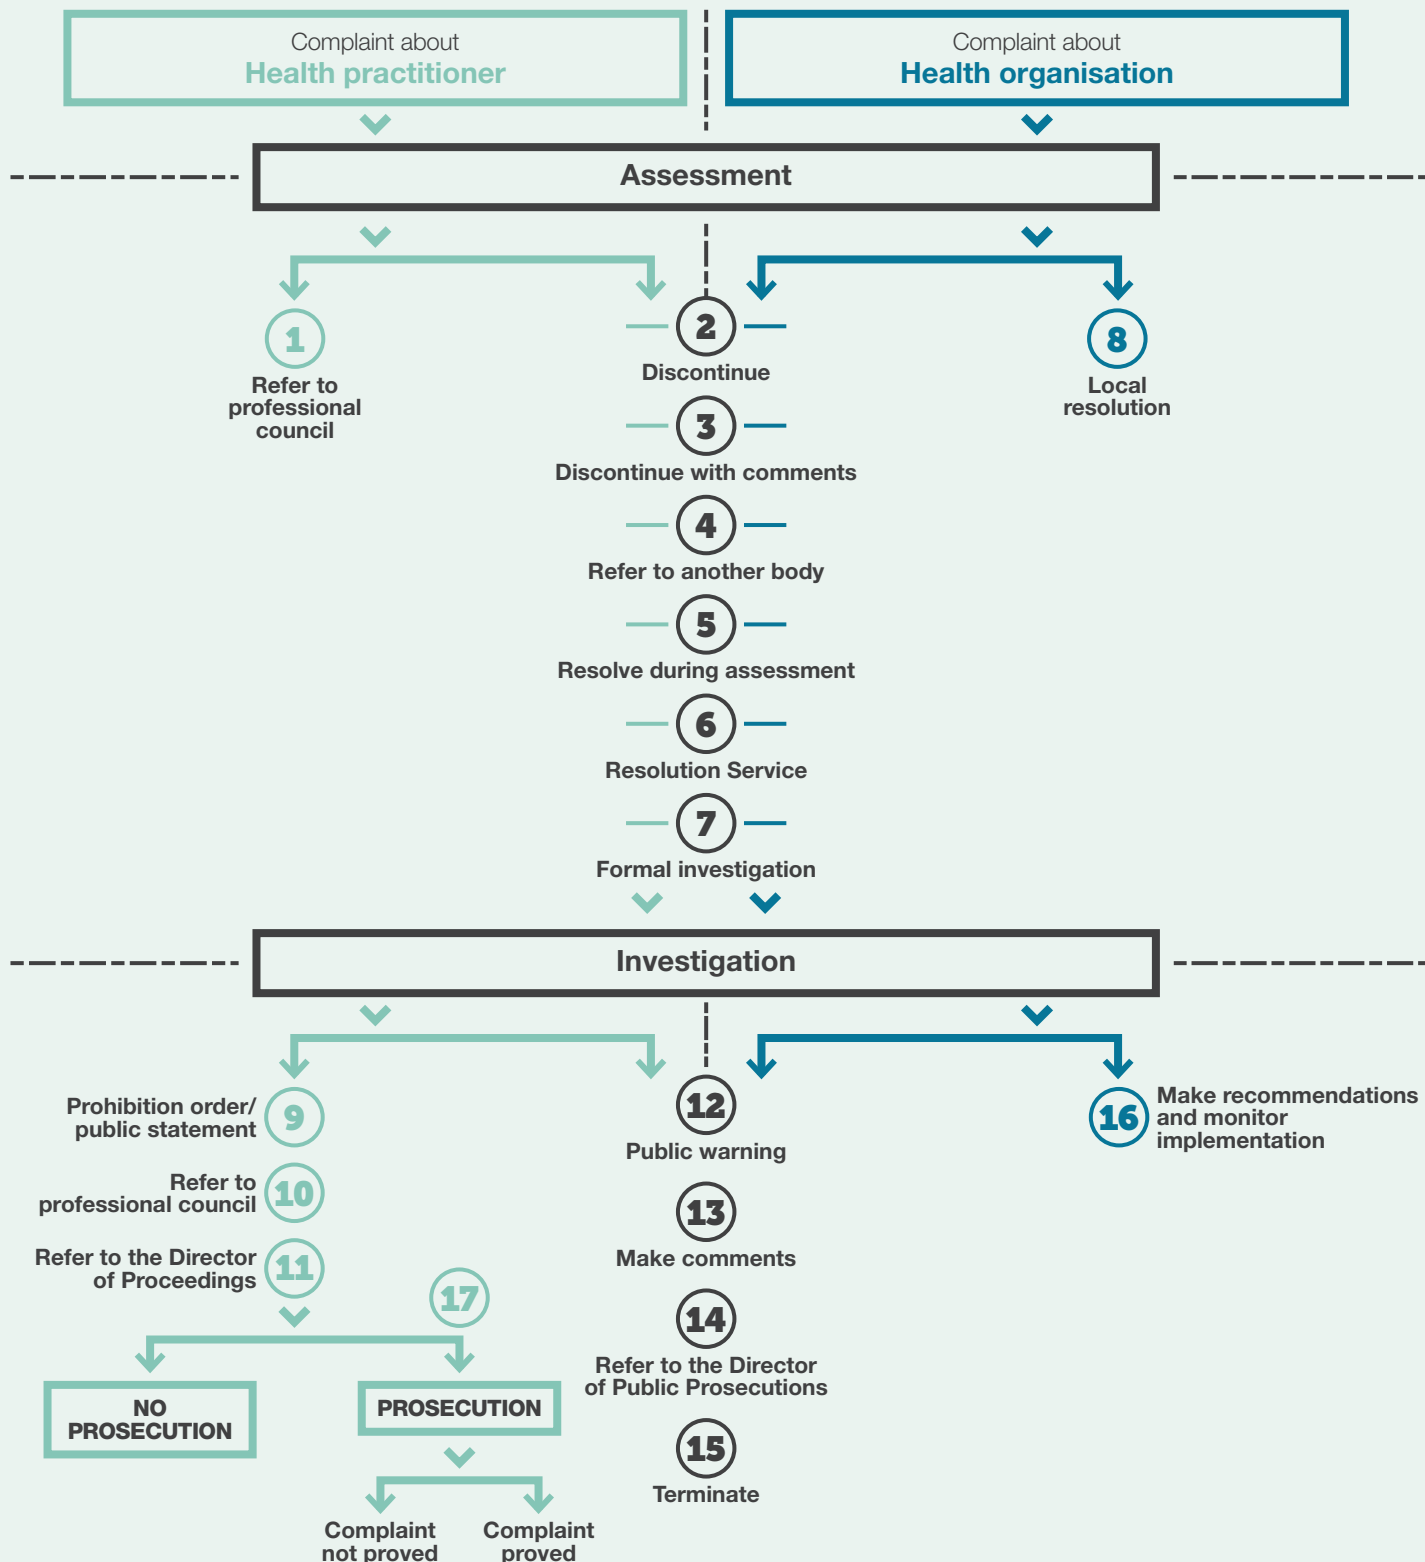 Complaint about
Health practitioner
Complaint about
Health organisation
Assessment
1
Refer to
professional
council
2
Discontinue
3
Discontinue with comments
4
Refer to another body
5
Resolve during assessment
6
Resolution Service
7
Formal investigation
8
Local
resolution
Investigation
Prohibition order/
public statement
9
Refer to
professional council
10
Refer to the Director
of Proceedings
11
17
NO
PROSECUTION
PROSECUTION
Complaint
not proved
Complaint
proved
12
Public warning
13
Make comments
14
Refer to the Director
of Public Prosecutions
15
Terminate
16
Make recommendations
and monitor
implementation